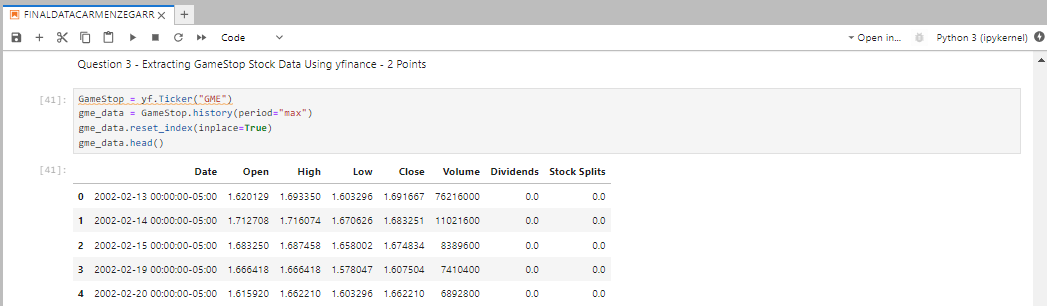 FINALDATACARMENZEGARR
Code
Open in...
Python 3 (ipykernel)
Question 3 - Extracting GameStop Stock Data Using yfinance - 2 Points
[41]:
GameStop = yf.Ticker("GME")
gme_data = GameStop.history(period="max")
gme_data.reset_index(inplace=True)
gme_data.head()
[41]:
Date Open High Low Close Volume Dividends Stock Splits
0 2002-02-13 00:00:00-05:00 1.620129 1.693350 1.603296 1.691667 76216000 0.0 0.0
1 2002-02-14 00:00:00-05:00 1.712708 1.716074 1.670626 1.683251 11021600 0.0 0.0
2 2002-02-15 00:00:00-05:00 1.683250 1.687458 1.658002 1.674834 8389600 0.0 0.0
3 2002-02-19 00:00:00-05:00 1.666418 1.666418 1.578047 1.607504 7410400 0.0 0.0
4 2002-02-20 00:00:00-05:00 1.615920 1.662210 1.603296 1.662210 6892800 0.0 0.0